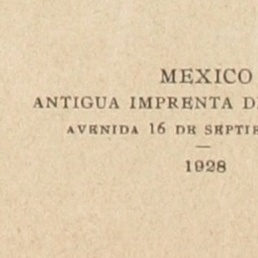 MEXICO
ANTIGUA IMPRENTA D
AVENIDA 16 DE SEPTIE
1928